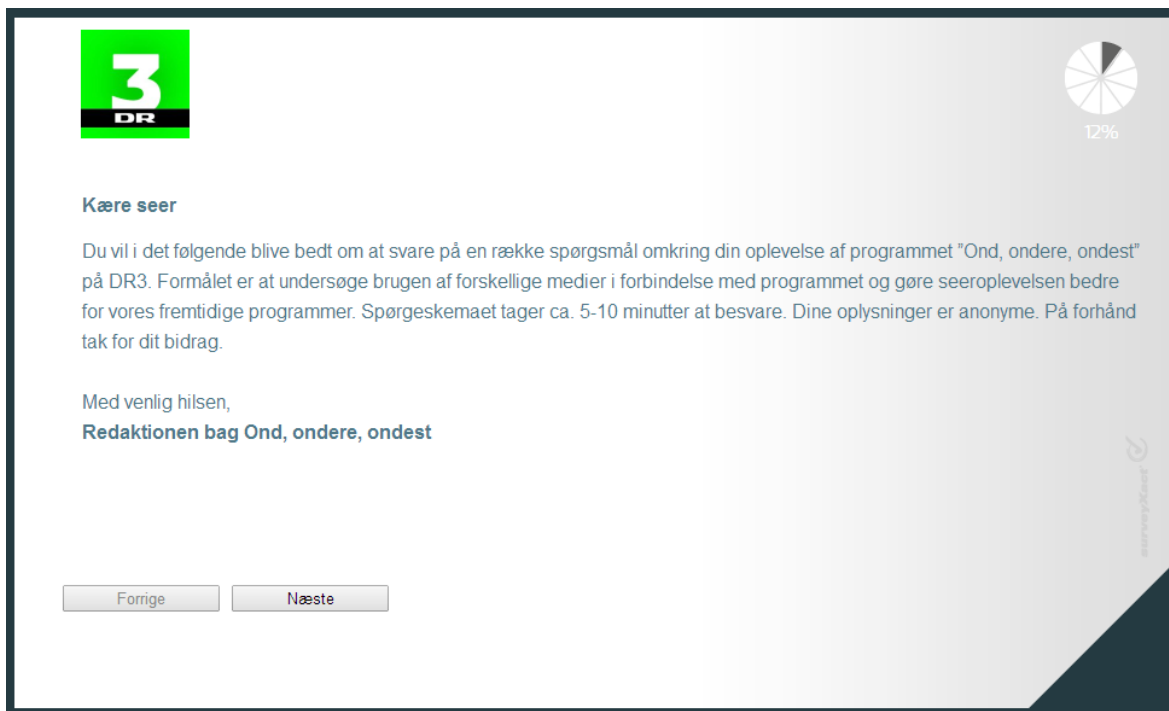 3
DR
12%
Kære seer
Du vil i det følgende blive bedt om at svare på en række spørgsmål omkring din oplevelse af programmet ”Ond, ondere, ondest”
på DR3. Formålet er at undersøge brugen af forskellige medier i forbindelse med programmet og gøre seeroplevelsen bedre
for vores fremtidige programmer. Spørgeskemaet tager ca. 5-10 minutter at besvare. Dine oplysninger er anonyme. På forhånd
tak for dit bidrag.
Med venlig hilsen,
Redaktionen bag Ond, ondere, ondest
surveyXact
Forrige
Næste